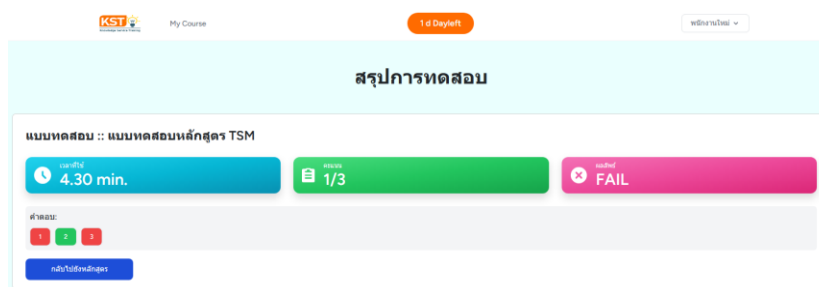 KST
My Course
1 d Dayleft
พนักงานใหม่
สรุปการทดสอบ
แบบทดสอบ :: แบบทดสอบหลักสูตร TSM
เวลาที่ใช้
4.30 min.
คะแนน
1/3
ผลลัพธ์
FAIL
คำตอบ:
1 2 3
กลับไปยังหลักสูตร